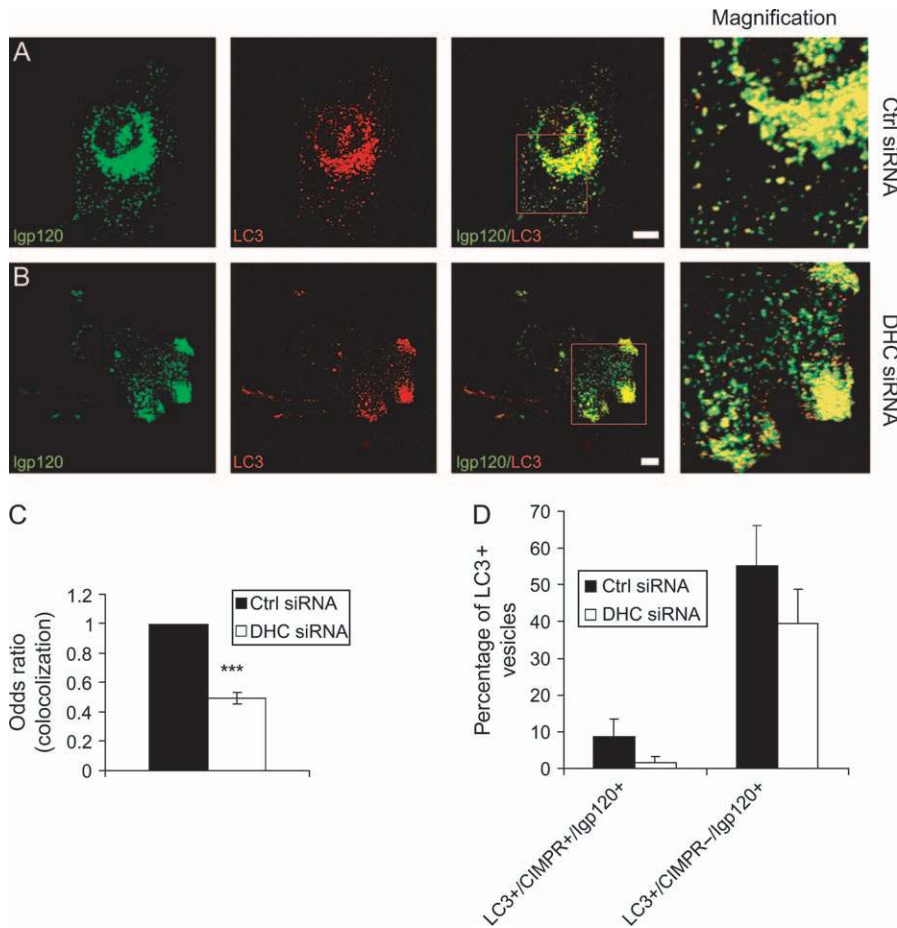 Magnification
A
lgp120
LC3
lgp120/LC3
Ctrl siRNA
B
lgp120
LC3
lgp120/LC3
DHC siRNA
C
1.2
1
0.8
0.6
0.4
0.2
0
Odds ratio
(colocolization)
Ctrl siRNA
DHC siRNA
***
D
70
60
50
40
30
20
10
0
Percentage of LC3+
vesicles
Ctrl siRNA
DHC siRNA
LC3+/CIMPR+/lgp120+
LC3+/CIMPR–/lgp120+